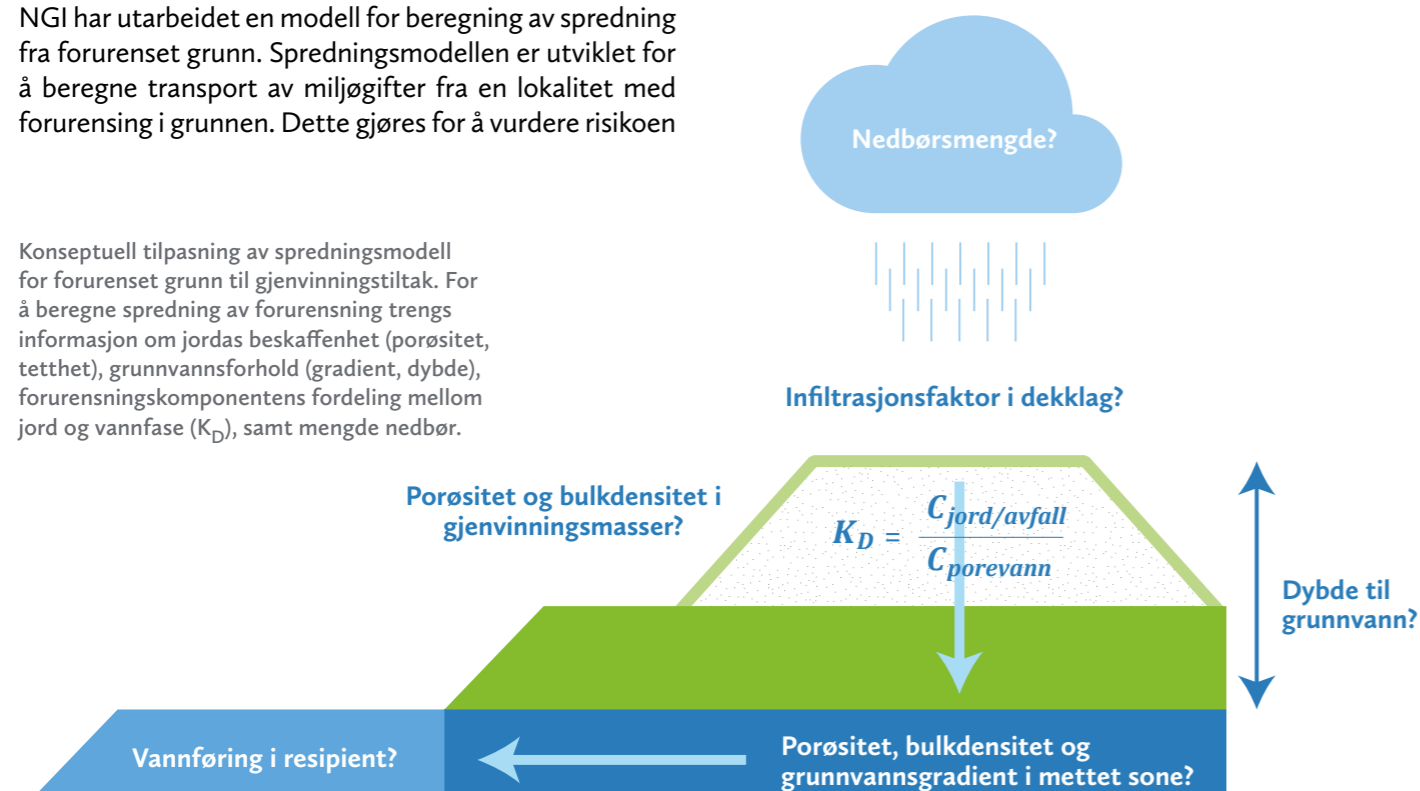 NGI har utarbeidet en modell for beregning av spredning
fra forurenset grunn. Spredningsmodellen er utviklet for
å beregne transport av miljøgifter fra en lokalitet med
forurensing i grunnen. Dette gjøres for å vurdere risikoen
Konseptuell tilpasning av spredningsmodell
for forurenset grunn til gjenvinningstiltak. For
å beregne spredning av forurensning trengs
informasjon om jordas beskaffenhet (porøsitet,
tetthet), grunnvannsforhold (gradient, dybde),
forurensningskomponentens fordeling mellom
jord og vannfase (K_D), samt mengde nedbør.
Nedbørsmengde?
Infiltrasjonsfaktor i dekklag?
Porøsitet og bulkdensitet i
gjenvinningsmasser?
K_D = C_jord/avfall
C_porevann
Dybde til
grunnvann?
Vannføring i resipient?
Porøsitet, bulkdensitet og
grunnvannsgradient i mettet sone?